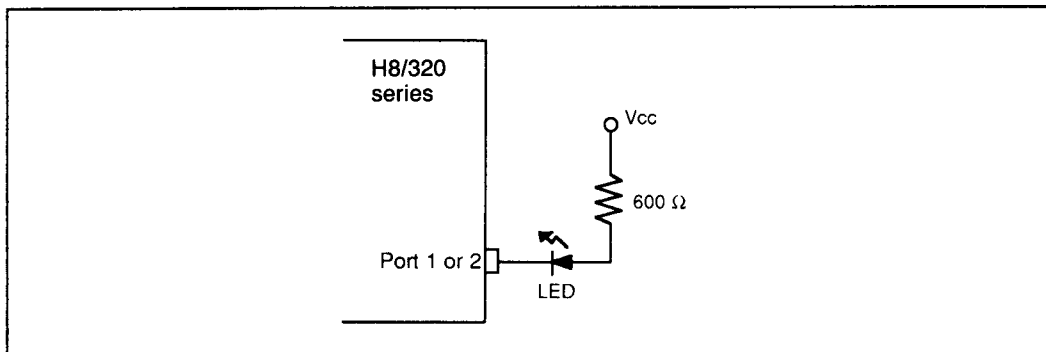 H8/320
series
Vcc
600 Ω
Port 1 or 2
LED